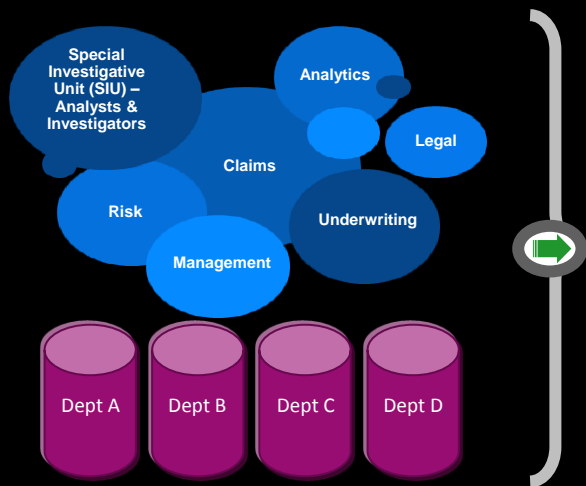 Special
Investigative
Unit (SIU) –
Analysts &
Investigators
Analytics
Legal
Claims
Risk
Underwriting
Management
Dept A
Dept B
Dept C
Dept D